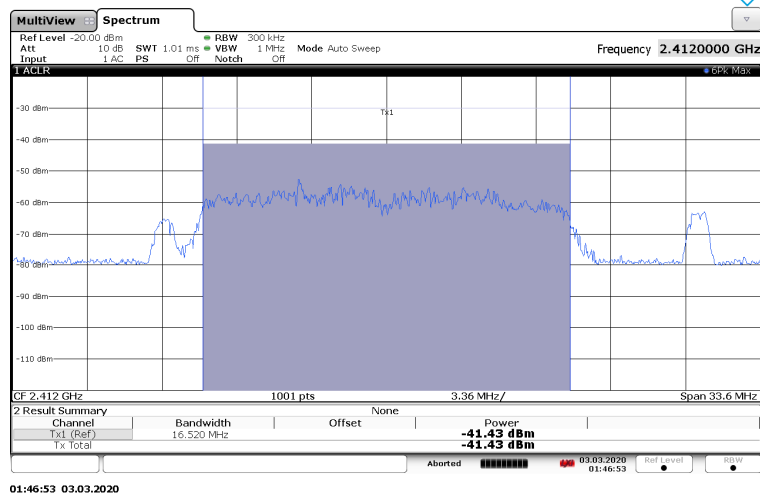 MultiView Spectrum
Ref Level -20.00 dBm RBW 300 kHz
Att 10 dB SWT 1.01 ms VBW 1 MHz Mode Auto Sweep Frequency 2.4120000 GHz
Input 1 AC PS Off Notch Off
1 ACLR 6Pk Max
Tx1
-30 dBm
-40 dBm
-50 dBm
-60 dBm
-70 dBm
-80 dBm
-90 dBm
-100 dBm
-110 dBm
CF 2.412 GHz 1001 pts 3.36 MHz/ Span 33.6 MHz
2 Result Summary None
Channel Bandwidth Offset Power
Tx1 (Ref) 16.520 MHz -41.43 dBm
Tx Total -41.43 dBm
Aborted 03.03.2020 Ref Level RBW
01:46:53
01:46:53 03.03.2020